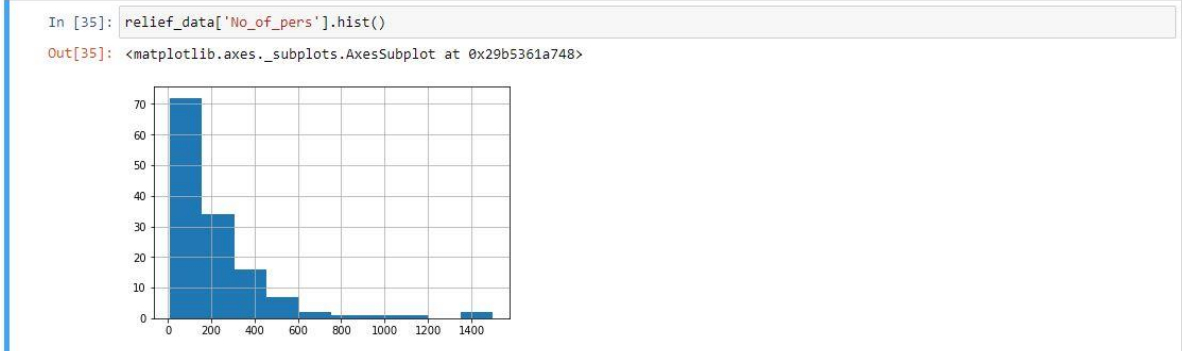 In [35]: relief_data['No_of_pers'].hist()
Out[35]: <matplotlib.axes._subplots.AxesSubplot at 0x29b5361a748>
70
60
50
40
30
20
10
0
0 200 400 600 800 1000 1200 1400